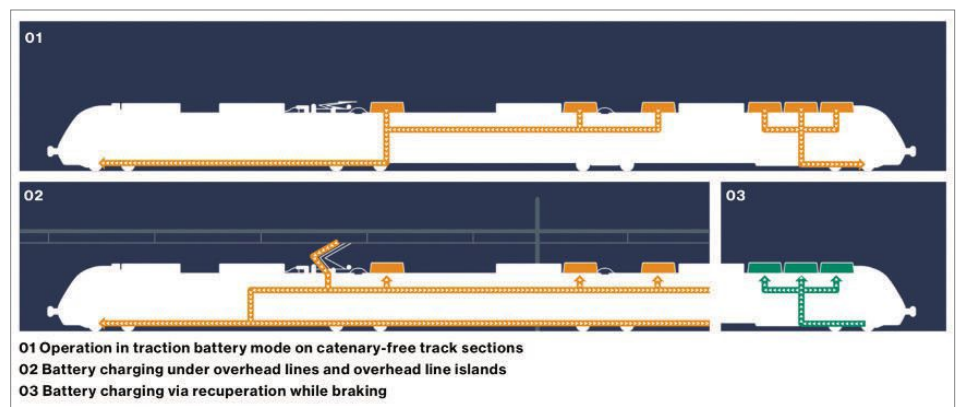 01
02
03
01 Operation in traction battery mode on catenary-free track sections
02 Battery charging under overhead lines and overhead line islands
03 Battery charging via recuperation while braking